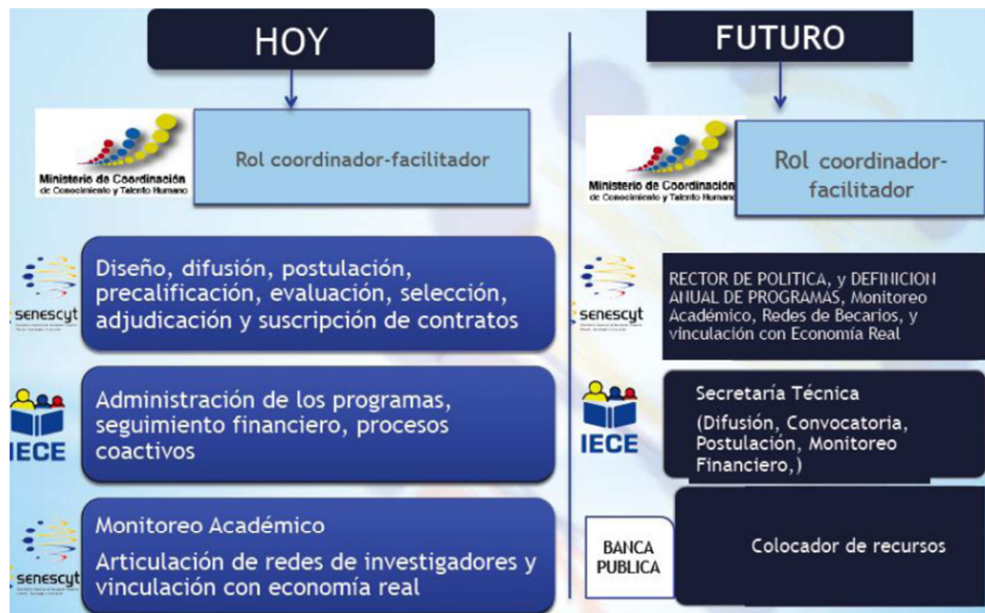 HOY
Ministerio de Coordinación
de Conocimiento y Talento Humano
Rol coordinador-facilitador
senescyt
Diseño, difusión, postulación,
precalificación, evaluación, selección,
adjudicación y suscripción de contratos
IECE
Administración de los programas,
seguimiento financiero, procesos
coactivos
senescyt
Monitoreo Académico
Articulación de redes de investigadores y
vinculación con economía real
FUTURO
Ministerio de Coordinación
de Conocimiento y Talento Humano
Rol coordinador-
facilitador
senescyt
RECTOR DE POLITICA, y DEFINICION
ANUAL DE PROGRAMAS, Monitoreo
Académico, Redes de Becarios, y
vinculación con Economía Real
IECE
Secretaría Técnica
(Difusión, Convocatoria,
Postulación, Monitoreo
Financiero,)
BANCA
PUBLICA
Colocador de recursos